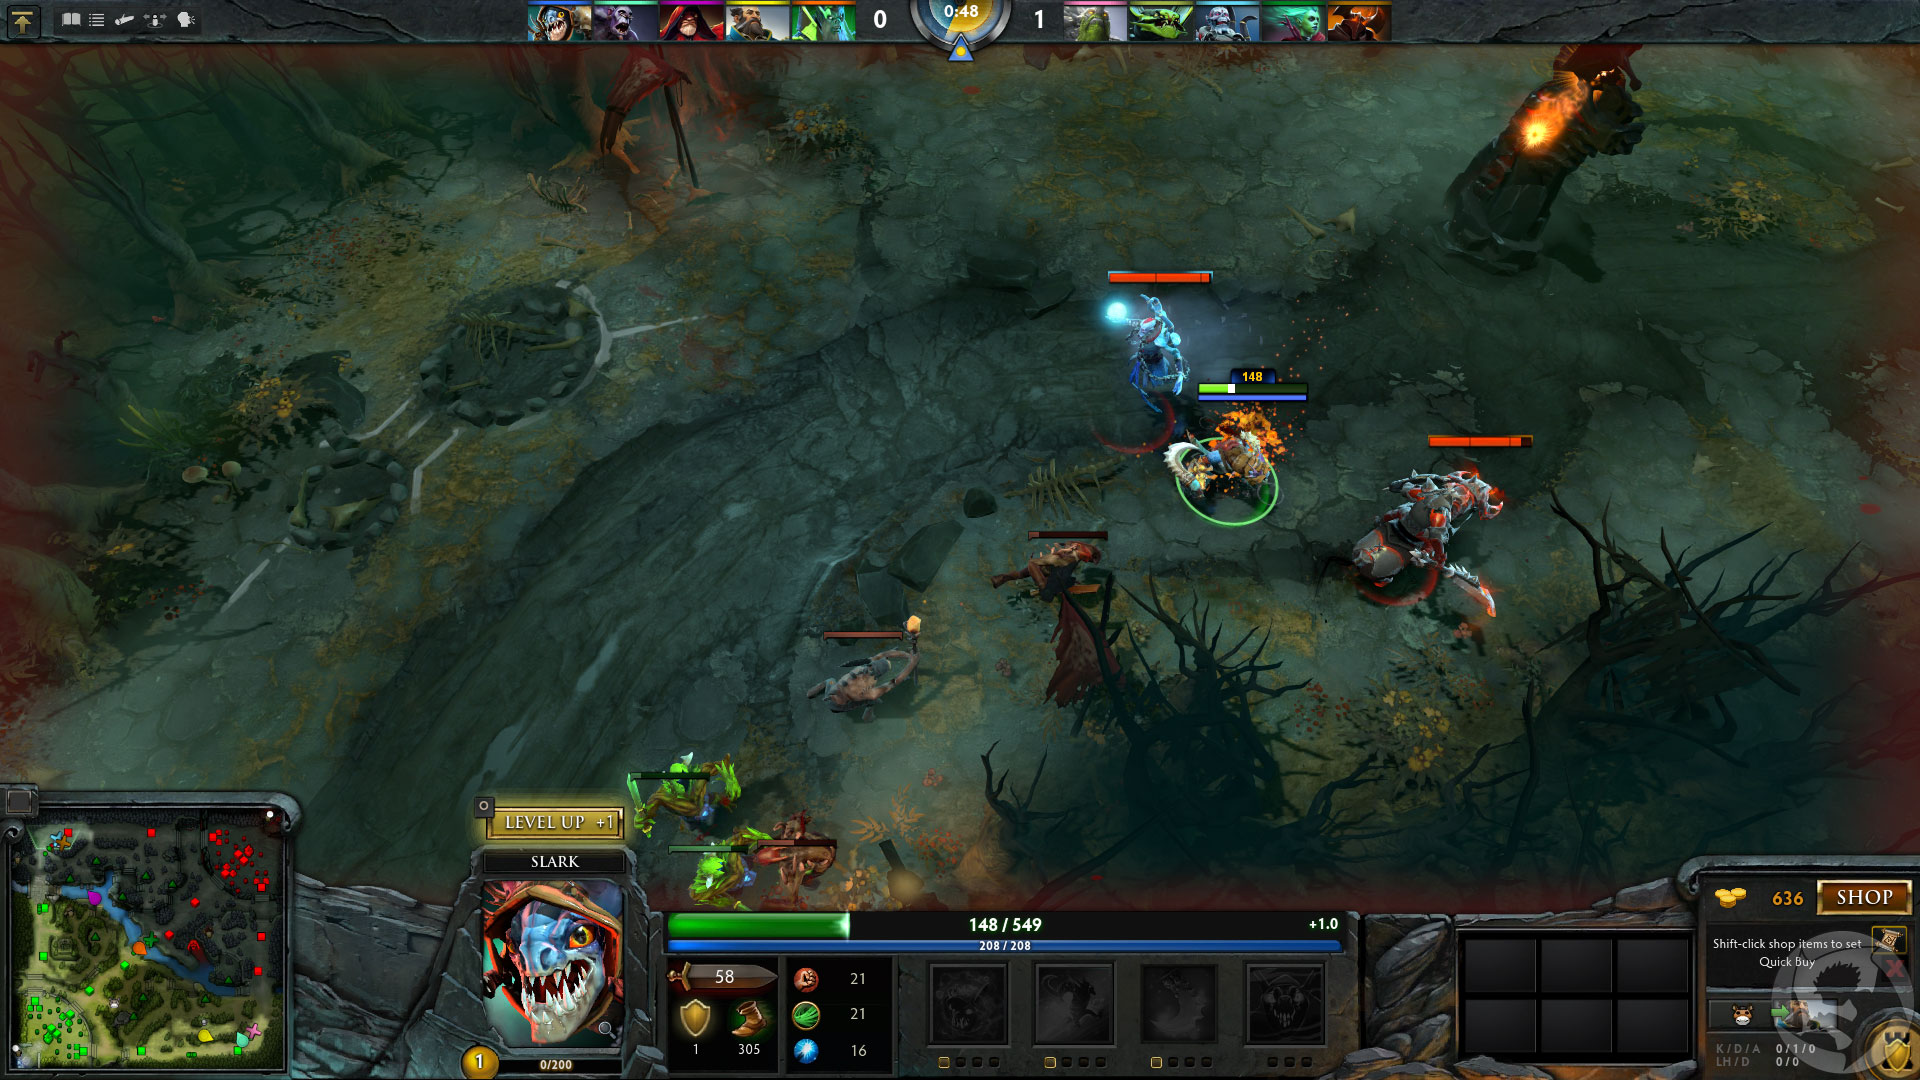 0
0:48
1
148
LEVEL UP +1
SLARK
1
0/200
148 / 549
+1.0
208 / 208
58
1
305
21
21
16
636
SHOP
Shift-click shop items to set
Quick Buy
K / D / A 0 / 1 / 0
LH / D 0 / 0